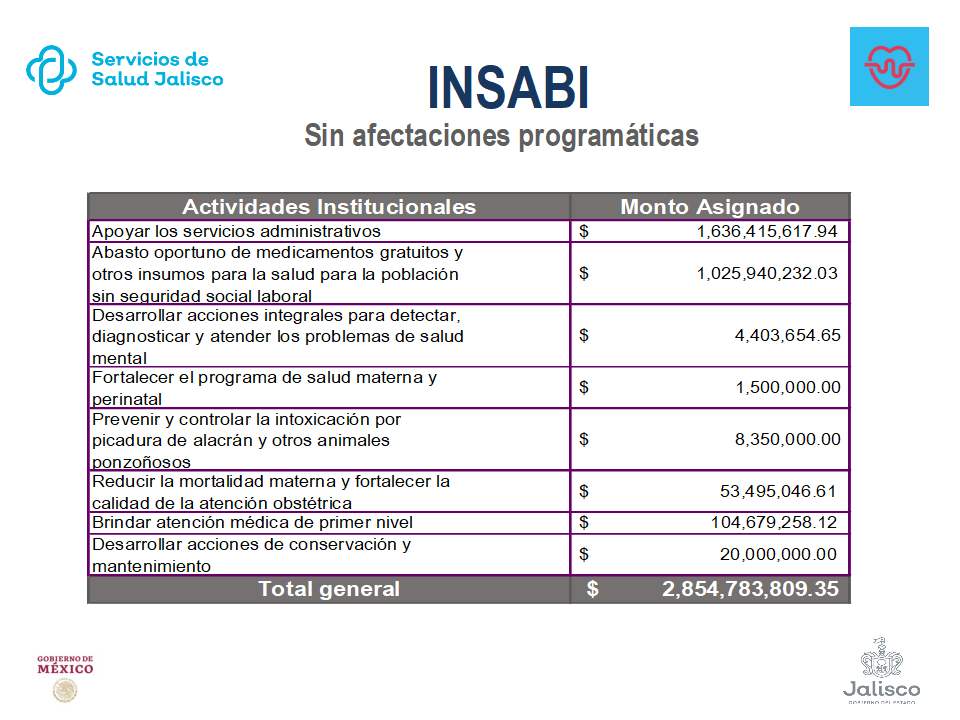 Servicios de
Salud Jalisco
INSABI
Sin afectaciones programáticas
Actividades Institucionales Monto Asignado
Apoyar los servicios administrativos $ 1,636,415,617.94
Abasto oportuno de medicamentos gratuitos y
otros insumos para la salud para la población $ 1,025,940,232.03
sin seguridad social laboral
Desarrollar acciones integrales para detectar,
diagnosticar y atender los problemas de salud $ 4,403,654.65
mental
Fortalecer el programa de salud materna y
perinatal $ 1,500,000.00
Prevenir y controlar la intoxicación por
picadura de alacrán y otros animales $ 8,350,000.00
ponzoñosos
Reducir la mortalidad materna y fortalecer la
calidad de la atención obstétrica $ 53,495,046.61
Brindar atención médica de primer nivel $ 104,679,258.12
Desarrollar acciones de conservación y
mantenimiento $ 20,000,000.00
Total general $ 2,854,783,809.35
GOBIERNO DE
MÉXICO
Jalisco
GOBIERNO DEL ESTADO